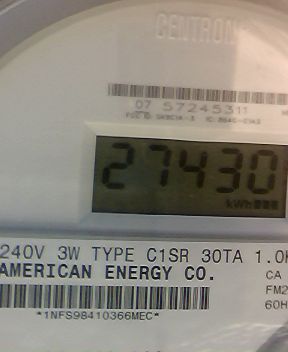 CENTRON
07 57245311
27430
kWh
240V 3W TYPE C1SR 30TA 1.0K
AMERICAN ENERGY CO.
CA
FM2
60H
*1NFS98410366MEC*